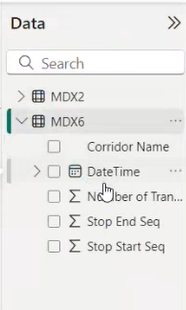 Data
Search
MDX2
MDX6
Corridor Name
DateTime
Number of Tran...
Stop End Seq
Stop Start Seq